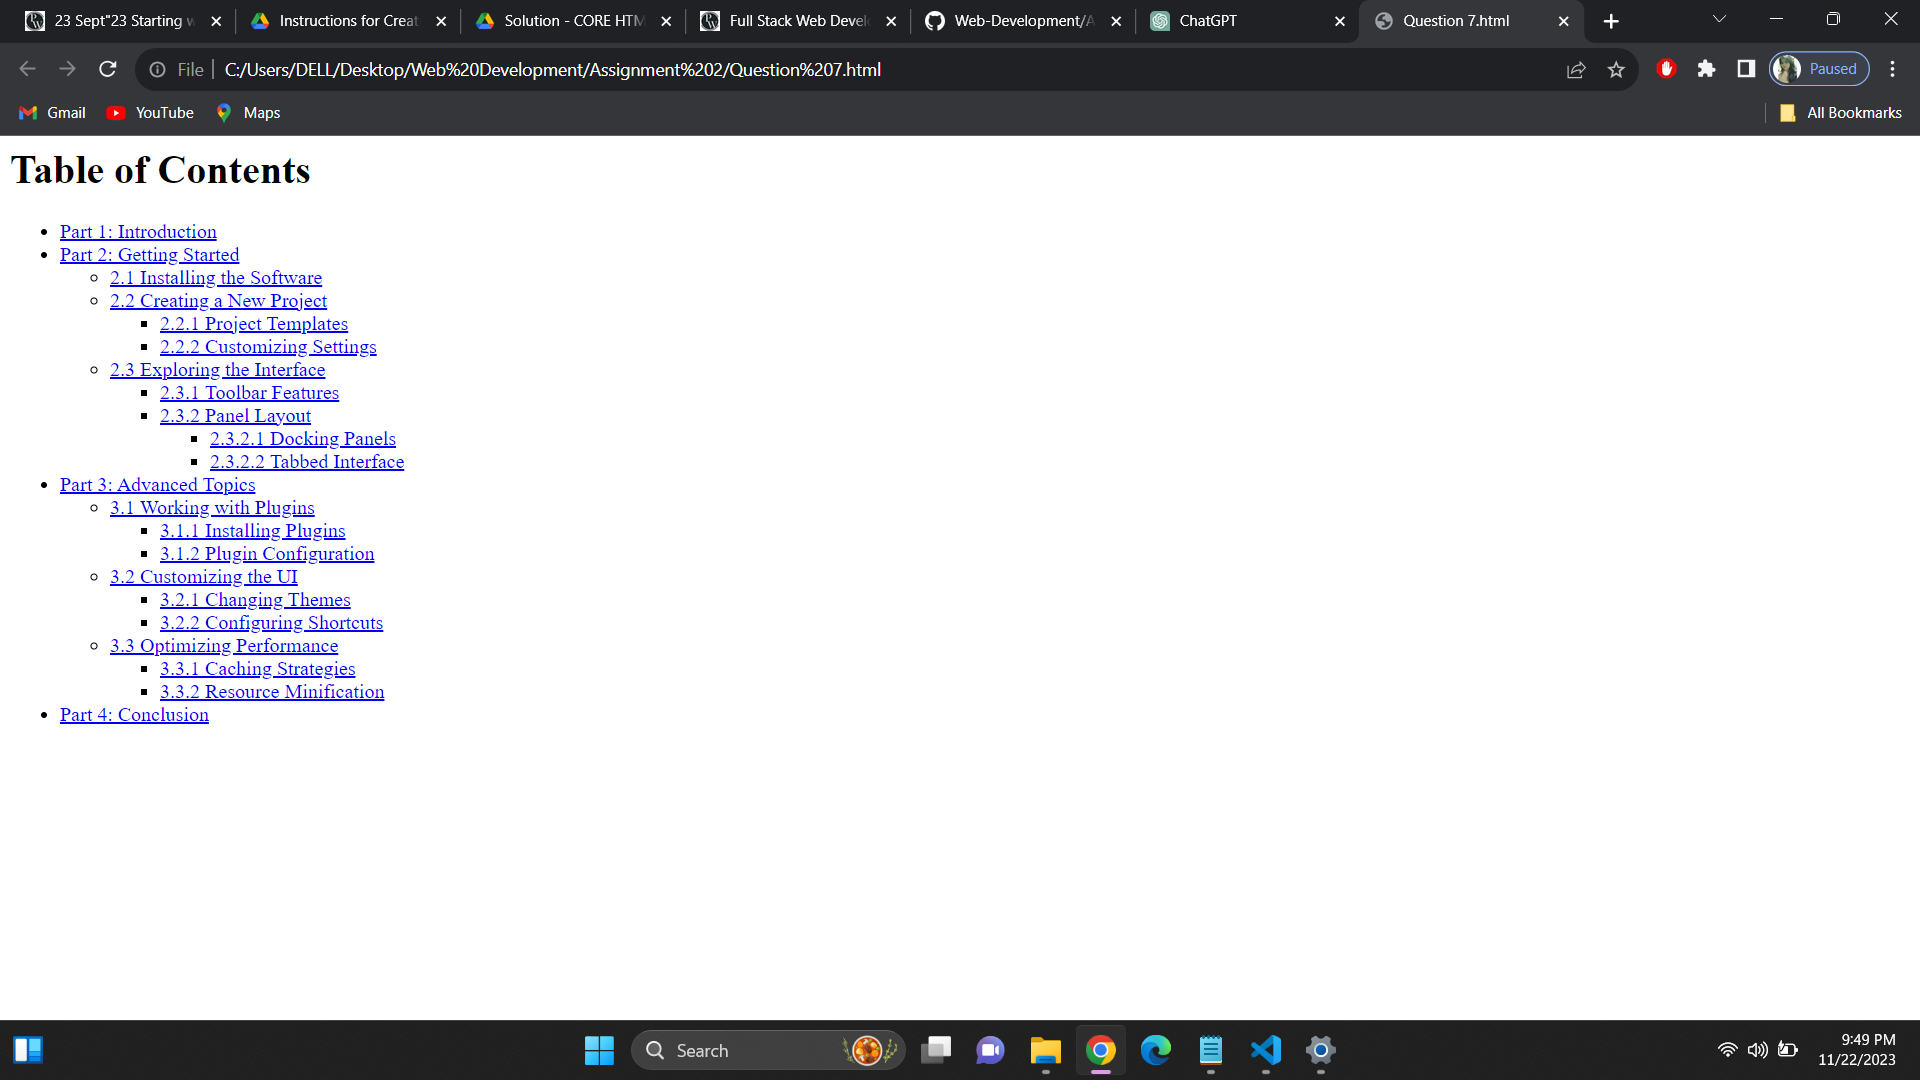 23 Sept"23 Starting w
Instructions for Creat
Solution - CORE HTM
Full Stack Web Devel
Web-Development/A
ChatGPT
Question 7.html
File
C:/Users/DELL/Desktop/Web%20Development/Assignment%202/Question%207.html
Paused
Gmail
YouTube
Maps
All Bookmarks
Table of Contents
Part 1: Introduction
Part 2: Getting Started
2.1 Installing the Software
2.2 Creating a New Project
2.2.1 Project Templates
2.2.2 Customizing Settings
2.3 Exploring the Interface
2.3.1 Toolbar Features
2.3.2 Panel Layout
2.3.2.1 Docking Panels
2.3.2.2 Tabbed Interface
Part 3: Advanced Topics
3.1 Working with Plugins
3.1.1 Installing Plugins
3.1.2 Plugin Configuration
3.2 Customizing the UI
3.2.1 Changing Themes
3.2.2 Configuring Shortcuts
3.3 Optimizing Performance
3.3.1 Caching Strategies
3.3.2 Resource Minification
Part 4: Conclusion
Search
9:49 PM
11/22/2023